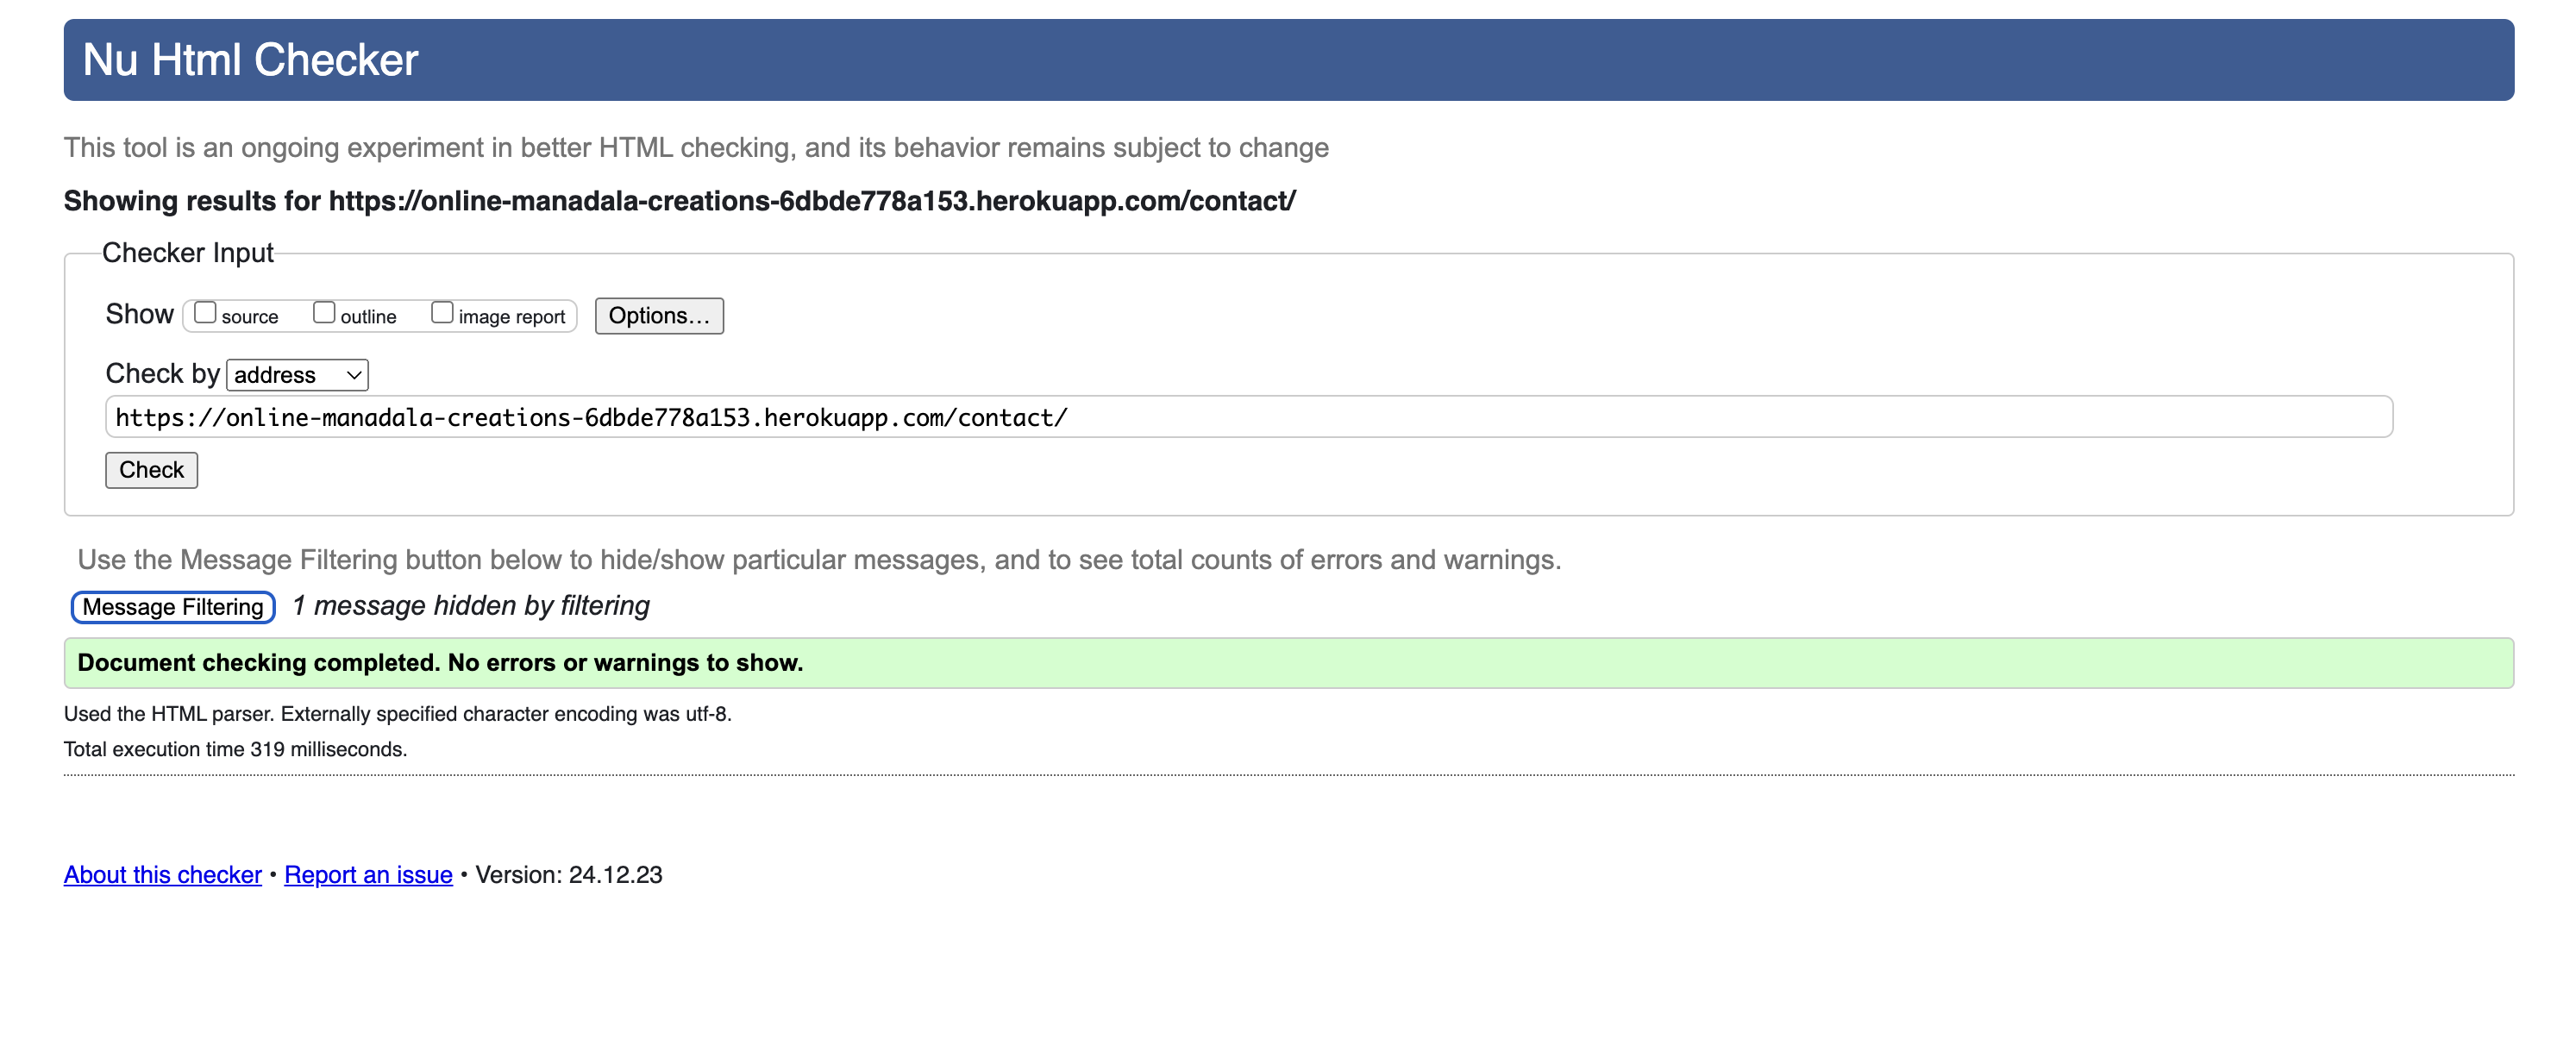 Nu Html Checker
This tool is an ongoing experiment in better HTML checking, and its behavior remains subject to change
Showing results for https://online-manadala-creations-6dbde778a153.herokuapp.com/contact/
Checker Input
Show source outline image report Options...
Check by address
https://online-manadala-creations-6dbde778a153.herokuapp.com/contact/
Check
Use the Message Filtering button below to hide/show particular messages, and to see total counts of errors and warnings.
Message Filtering 1 message hidden by filtering
Document checking completed. No errors or warnings to show.
Used the HTML parser. Externally specified character encoding was utf-8.
Total execution time 319 milliseconds.
About this checker • Report an issue • Version: 24.12.23